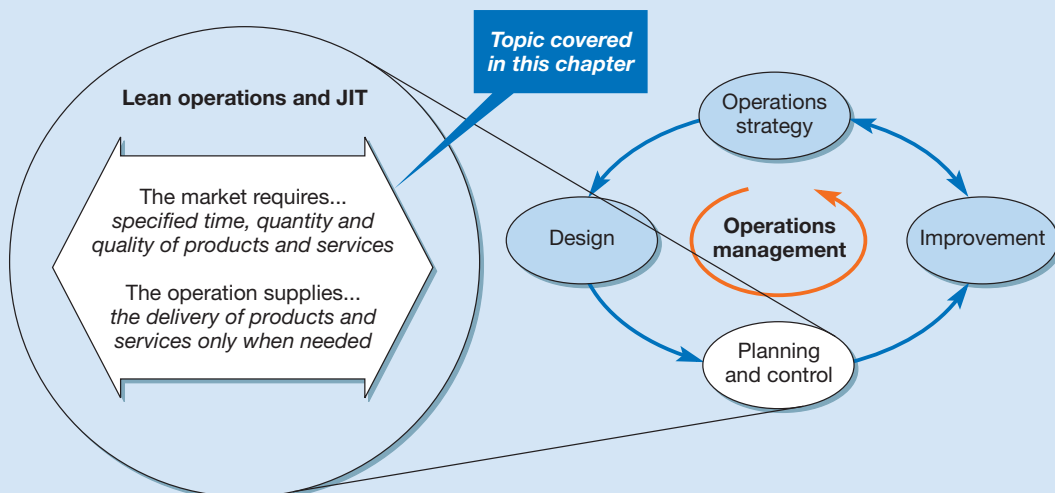 Topic covered
in this chapter
Lean operations and JIT
The market requires...
specified time, quantity and
quality of products and services
The operation supplies...
the delivery of products and
services only when needed
Operations
strategy
Design
Operations
management
Improvement
Planning
and control